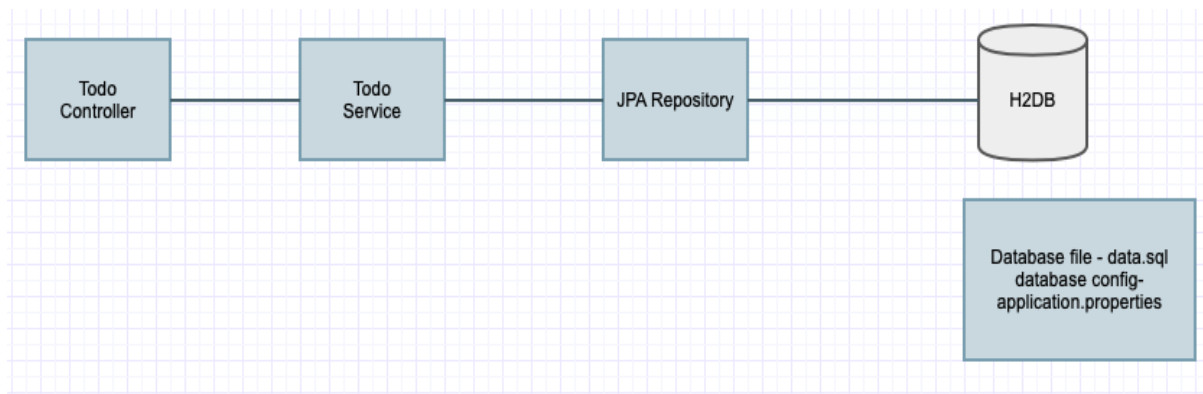 Todo
Controller
Todo
Service
JPA Repository
H2DB
Database file - data.sql
database config-
application.properties